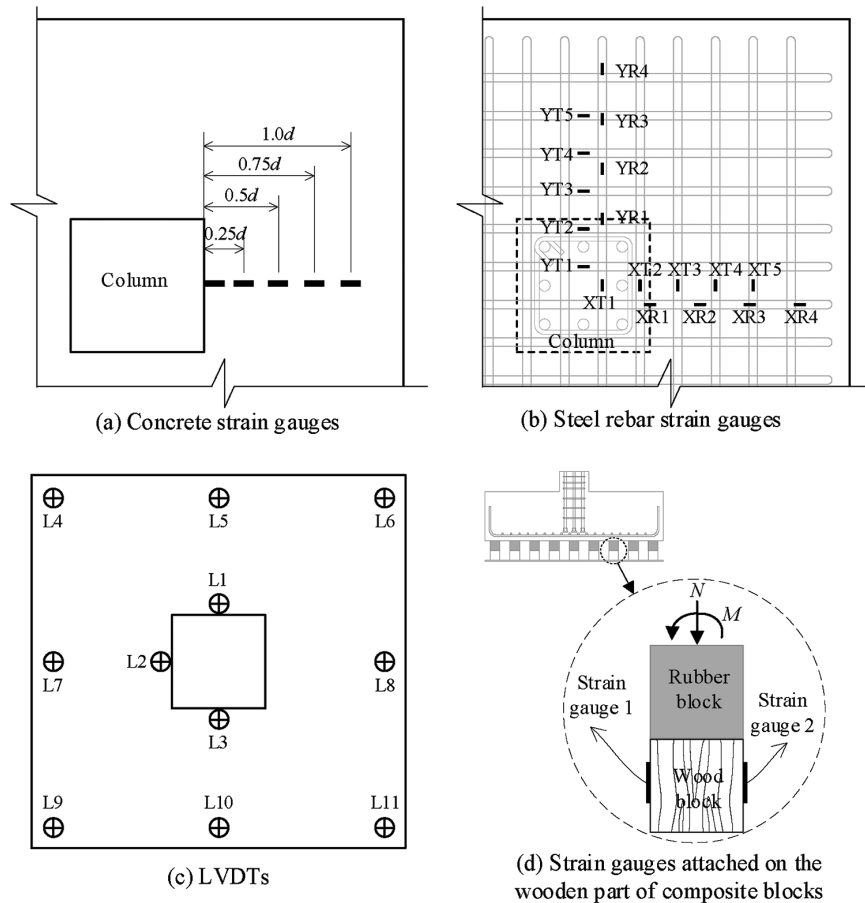 1.0d
0.75d
0.5d
0.25d
Column
(a) Concrete strain gauges
YR4
YT5
YR3
YT4
YR2
YT3
YR1
YT2
YT1
XT2 XT3 XT4 XT5
XT1
XR1 XR2 XR3 XR4
Column
(b) Steel rebar strain gauges
L4 L5 L6
L1
L2
L7 L8
L3
L9 L10 L11
(c) LVDTs
N
M
Rubber
block
Strain
gauge 1
Strain
gauge 2
Wood
block
(d) Strain gauges attached on the
wooden part of composite blocks